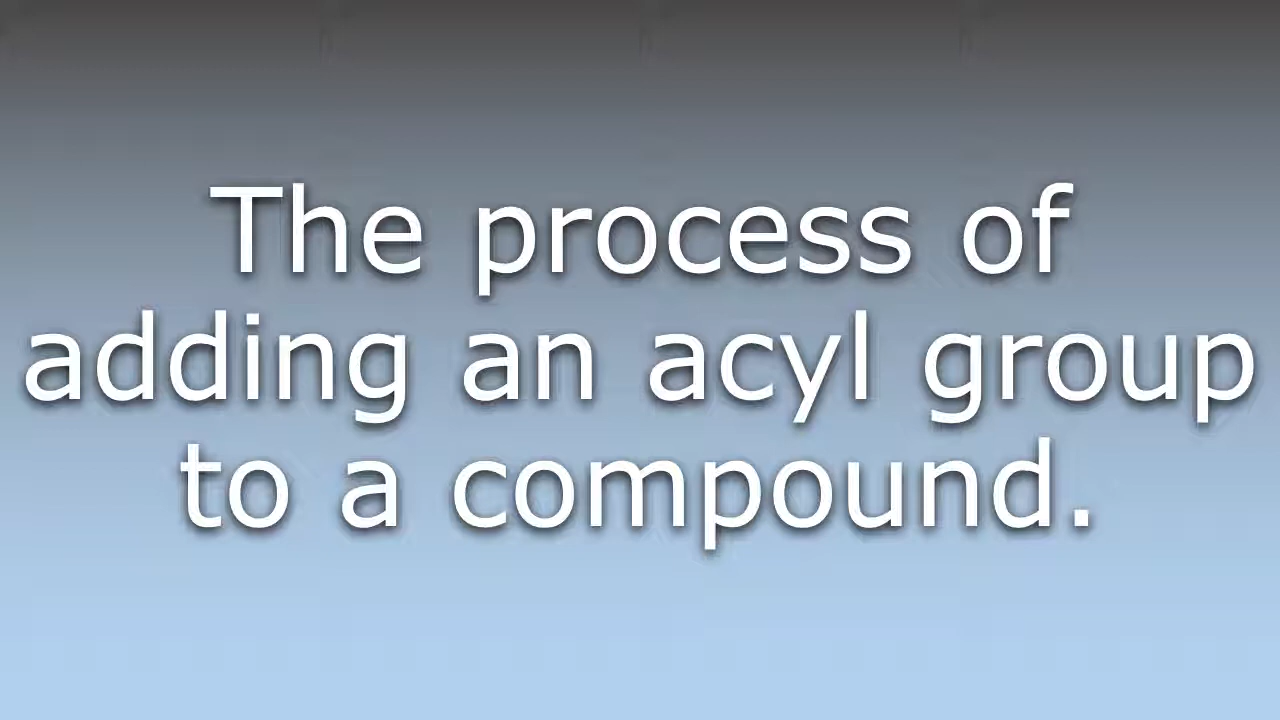 The process of
adding an acyl group
to a compound.